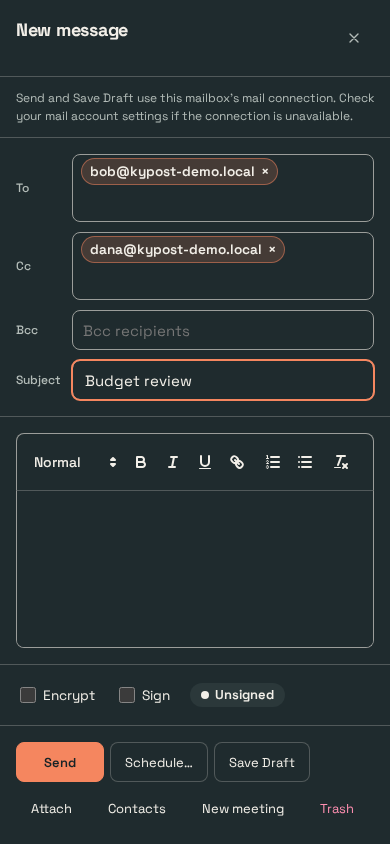 New message
Send and Save Draft use this mailbox's mail connection. Check
your mail account settings if the connection is unavailable.
To
bob@kypost-demo.local ×
Cc
dana@kypost-demo.local ×
Bcc
Bcc recipients
Subject
Budget review
Normal
Encrypt
Sign
Unsigned
Send
Schedule...
Save Draft
Attach
Contacts
New meeting
Trash